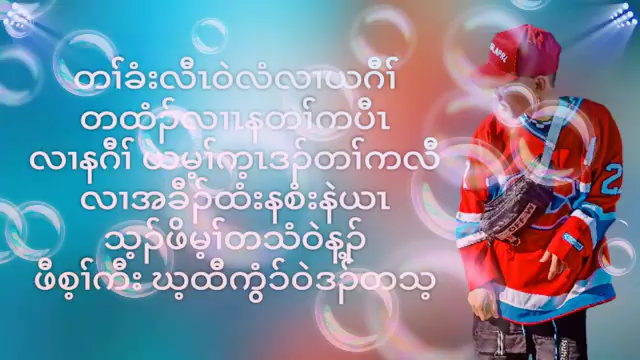 တၢ်ခံးလီၤဝဲလံလၢယဂီၢ်
တထံၣ်လၢၤနတၢ်ကပီၤ
လၢနဂီၢ် ယမ့ၢ်က့ၤဒၣ်တၢ်ကလီ
လၢအခီၣ်ထံးနစံးနဲယၤ
သ့ၣ်ဖိမ့ၢ်တသံဝဲန့ၣ်
ဖီစ့ၢ်ကီး ဃ့ထီကွံာ်ဝဲဒၣ်တသ့